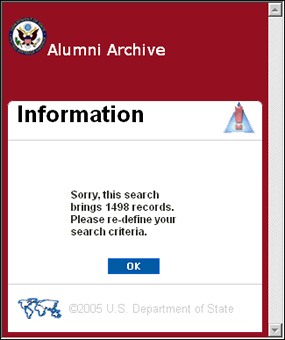 Alumni Archive
Information
Sorry, this search
brings 1498 records.
Please re-define your
search criteria.
OK
©2005 U.S. Department of State